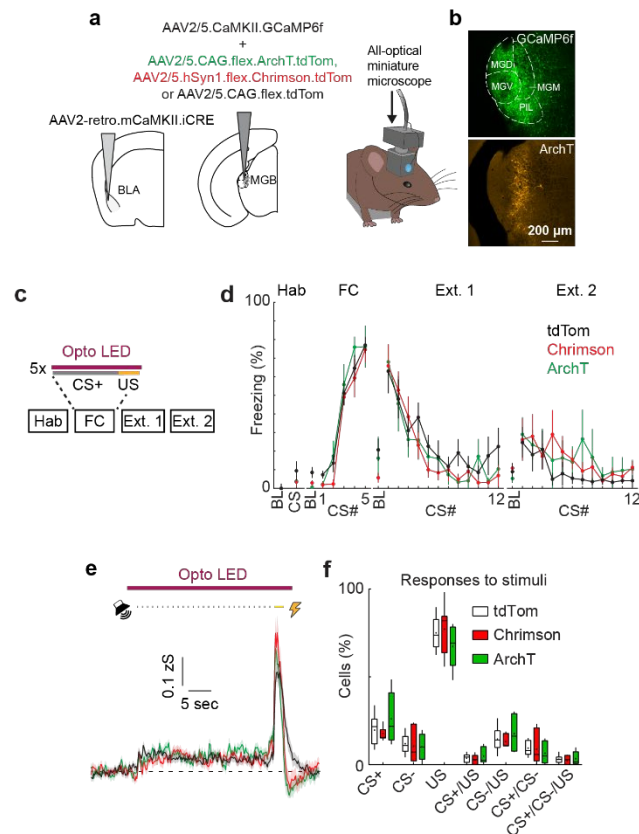 a
AAV2/5.CaMKII.GCaMP6f
+
AAV2/5.CAG.flex.ArchT.tdTom,
AAV2/5.hSyn1.flex.Chrimson.tdTom
or AAV2/5.CAG.flex.tdTom
AAV2-retro.mCaMKII.iCRE
BLA
MGB
All-optical
miniature
microscope
b
GCaMP6f
MGD
MGV
MGM
PIL
ArchT
200 µm
c
Opto LED
5x
CS+
US
Hab
FC
Ext. 1
Ext. 2
d
Hab
FC
Ext. 1
Ext. 2
100
Freezing (%)
0
tdTom
Chrimson
ArchT
BL
CS
BL
1
5
CS#
BL
12
CS#
BL
12
CS#
e
Opto LED
0.1 zS
5 sec
f
Responses to stimuli
100
Cells (%)
0
tdTom
Chrimson
ArchT
CS+
CS-
US
CS+/US
CS-/US
CS+/CS-
CS+/CS-/US